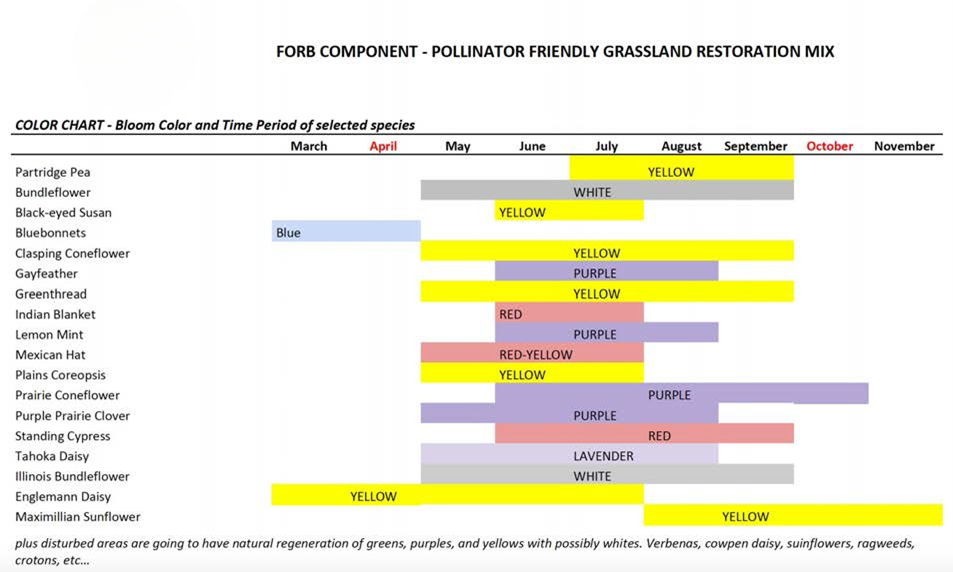 FORB COMPONENT - POLLINATOR FRIENDLY GRASSLAND RESTORATION MIX
COLOR CHART - Bloom Color and Time Period of selected species
March April May June July August September October November
Partridge Pea YELLOW
Bundleflower WHITE
Black-eyed Susan YELLOW
Bluebonnets Blue
Clasping Coneflower YELLOW
Gayfeather PURPLE
Greenthread YELLOW
Indian Blanket RED
Lemon Mint PURPLE
Mexican Hat RED-YELLOW
Plains Coreopsis YELLOW
Prairie Coneflower PURPLE
Purple Prairie Clover PURPLE
Standing Cypress RED
Tahoka Daisy LAVENDER
Illinois Bundleflower WHITE
Englemann Daisy YELLOW
Maximillian Sunflower YELLOW
plus disturbed areas are going to have natural regeneration of greens, purples, and yellows with possibly whites. Verbenas, cowpen daisy, suinflowers, ragweeds,
crotons, etc...